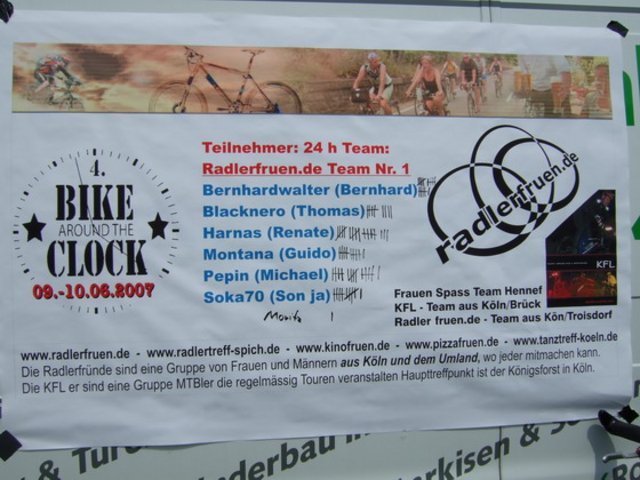 Teilnehmer: 24 h Team:
Radlerfruen.de Team Nr. 1
4.
BIKE
AROUND THE
CLOCK
09.-10.06.2007
Bernhardwalter (Bernhard)
Blacknero (Thomas)
Harnas (Renate)
Montana (Guido)
Pepin (Michael)
Soka70 (Son ja)
Moritz
radlerfruen.de
KFL
Frauen Spass Team Hennef
KFL - Team aus Köln/Brück
Radler fruen.de - Team aus Kön/Troisdorf
www.radlerfruen.de - www.radlertreff-spich.de - www.kinofruen.de - www.pizzafruen.de - www.tanztreff-koeln.de
Die Radlerfründe sind eine Gruppe von Frauen und Männern aus Köln und dem Umland, wo jeder mitmachen kann.
Die KFL er sind eine Gruppe MTBler die regelmässig Touren veranstalten Haupttreffpunkt ist der Königsforst in Köln.